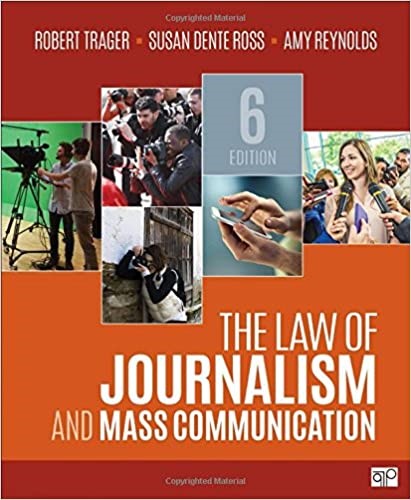 Copyrighted Material
ROBERT TRAGER ▪ SUSAN DENTE ROSS ▪ AMY REYNOLDS
6
EDITION
THE LAW OF
JOURNALISM
AND MASS COMMUNICATION
Copyrighted Material